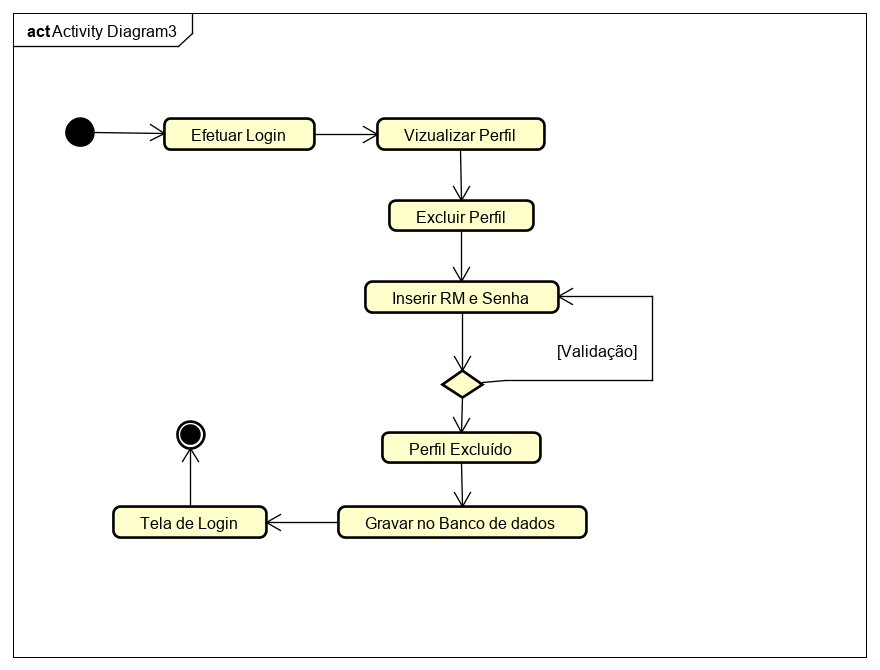 act Activity Diagram3
Efetuar Login
Vizualizar Perfil
Excluir Perfil
Inserir RM e Senha
[Validação]
Perfil Excluído
Tela de Login
Gravar no Banco de dados